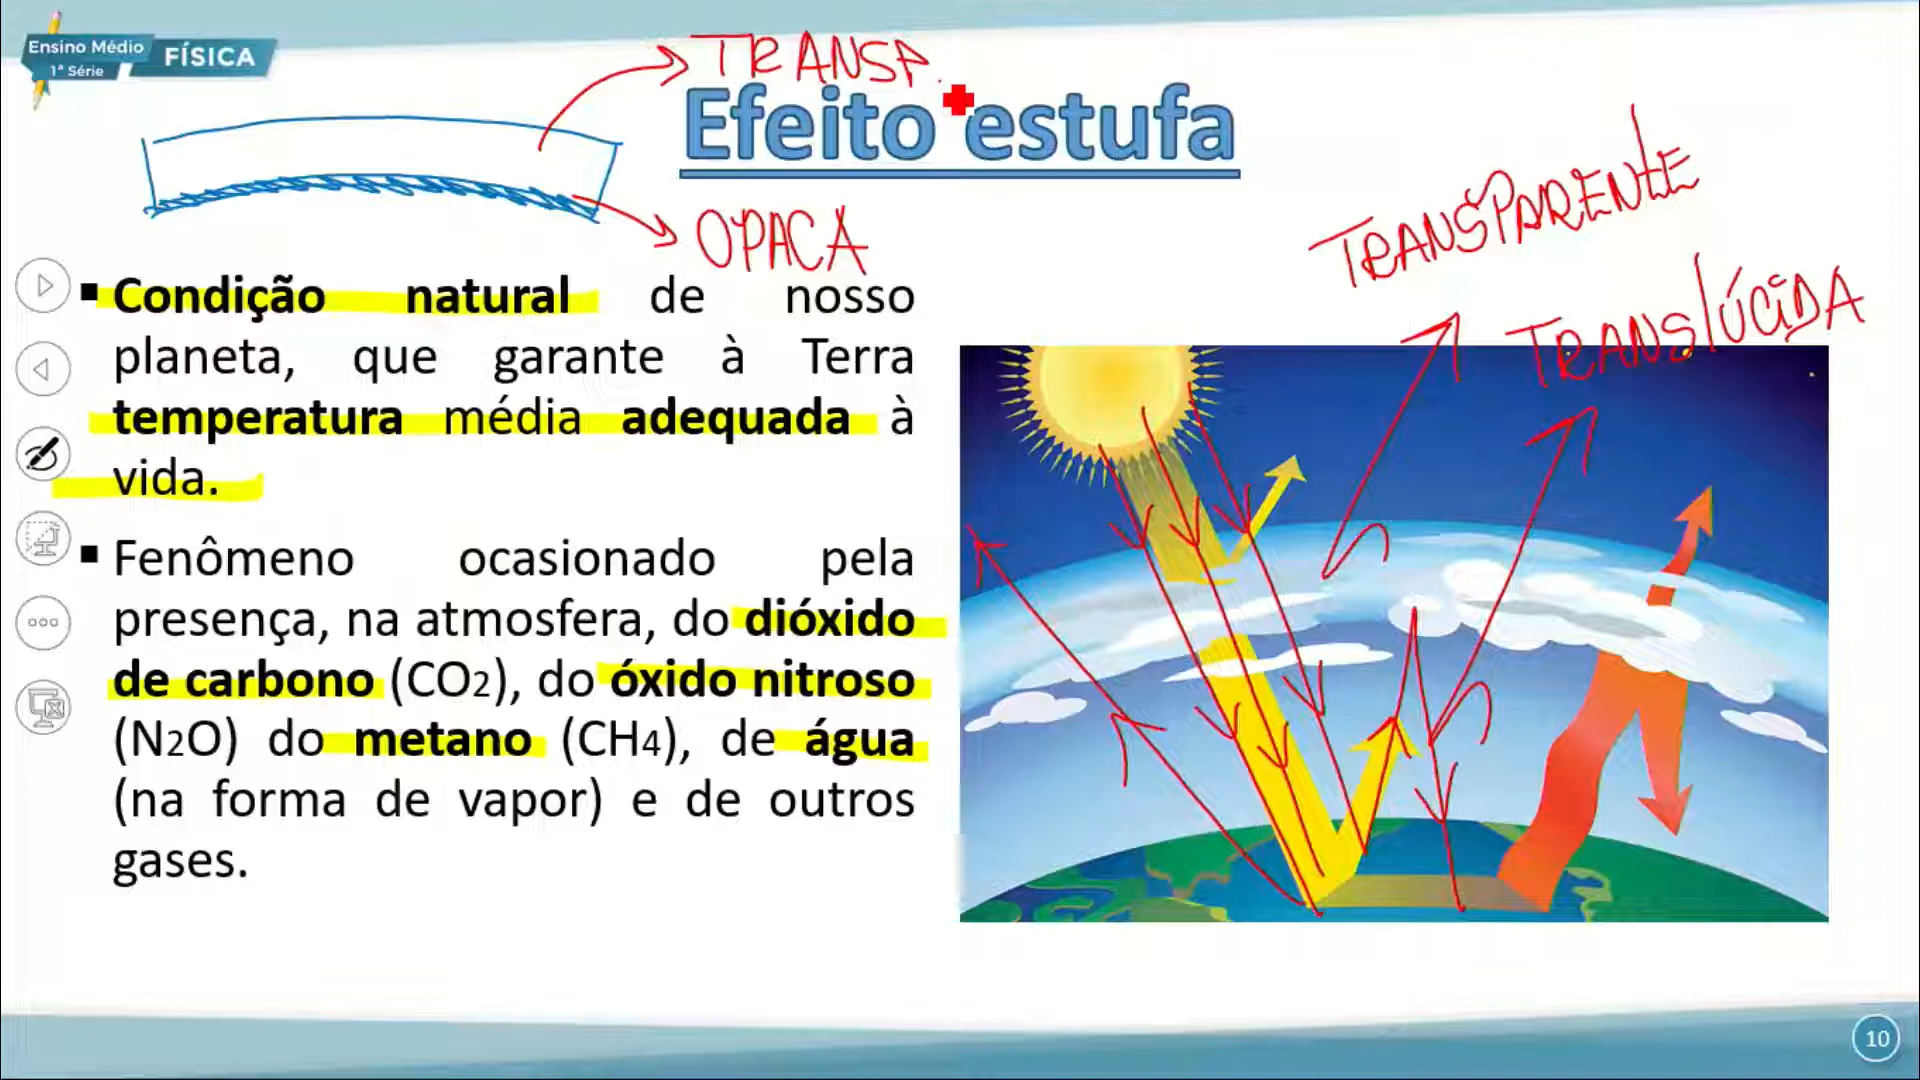 Ensino Médio
1ª Série
FÍSICA
TRANSP.
Efeito estufa
OPACA
TRANSPARENTE
TRANSLÚCIDA
▪ Condição natural de nosso
planeta, que garante à Terra
temperatura média adequada à
vida.
▪ Fenômeno ocasionado pela
presença, na atmosfera, do dióxido
de carbono (CO2), do óxido nitroso
(N2O) do metano (CH4), de água
(na forma de vapor) e de outros
gases.
10